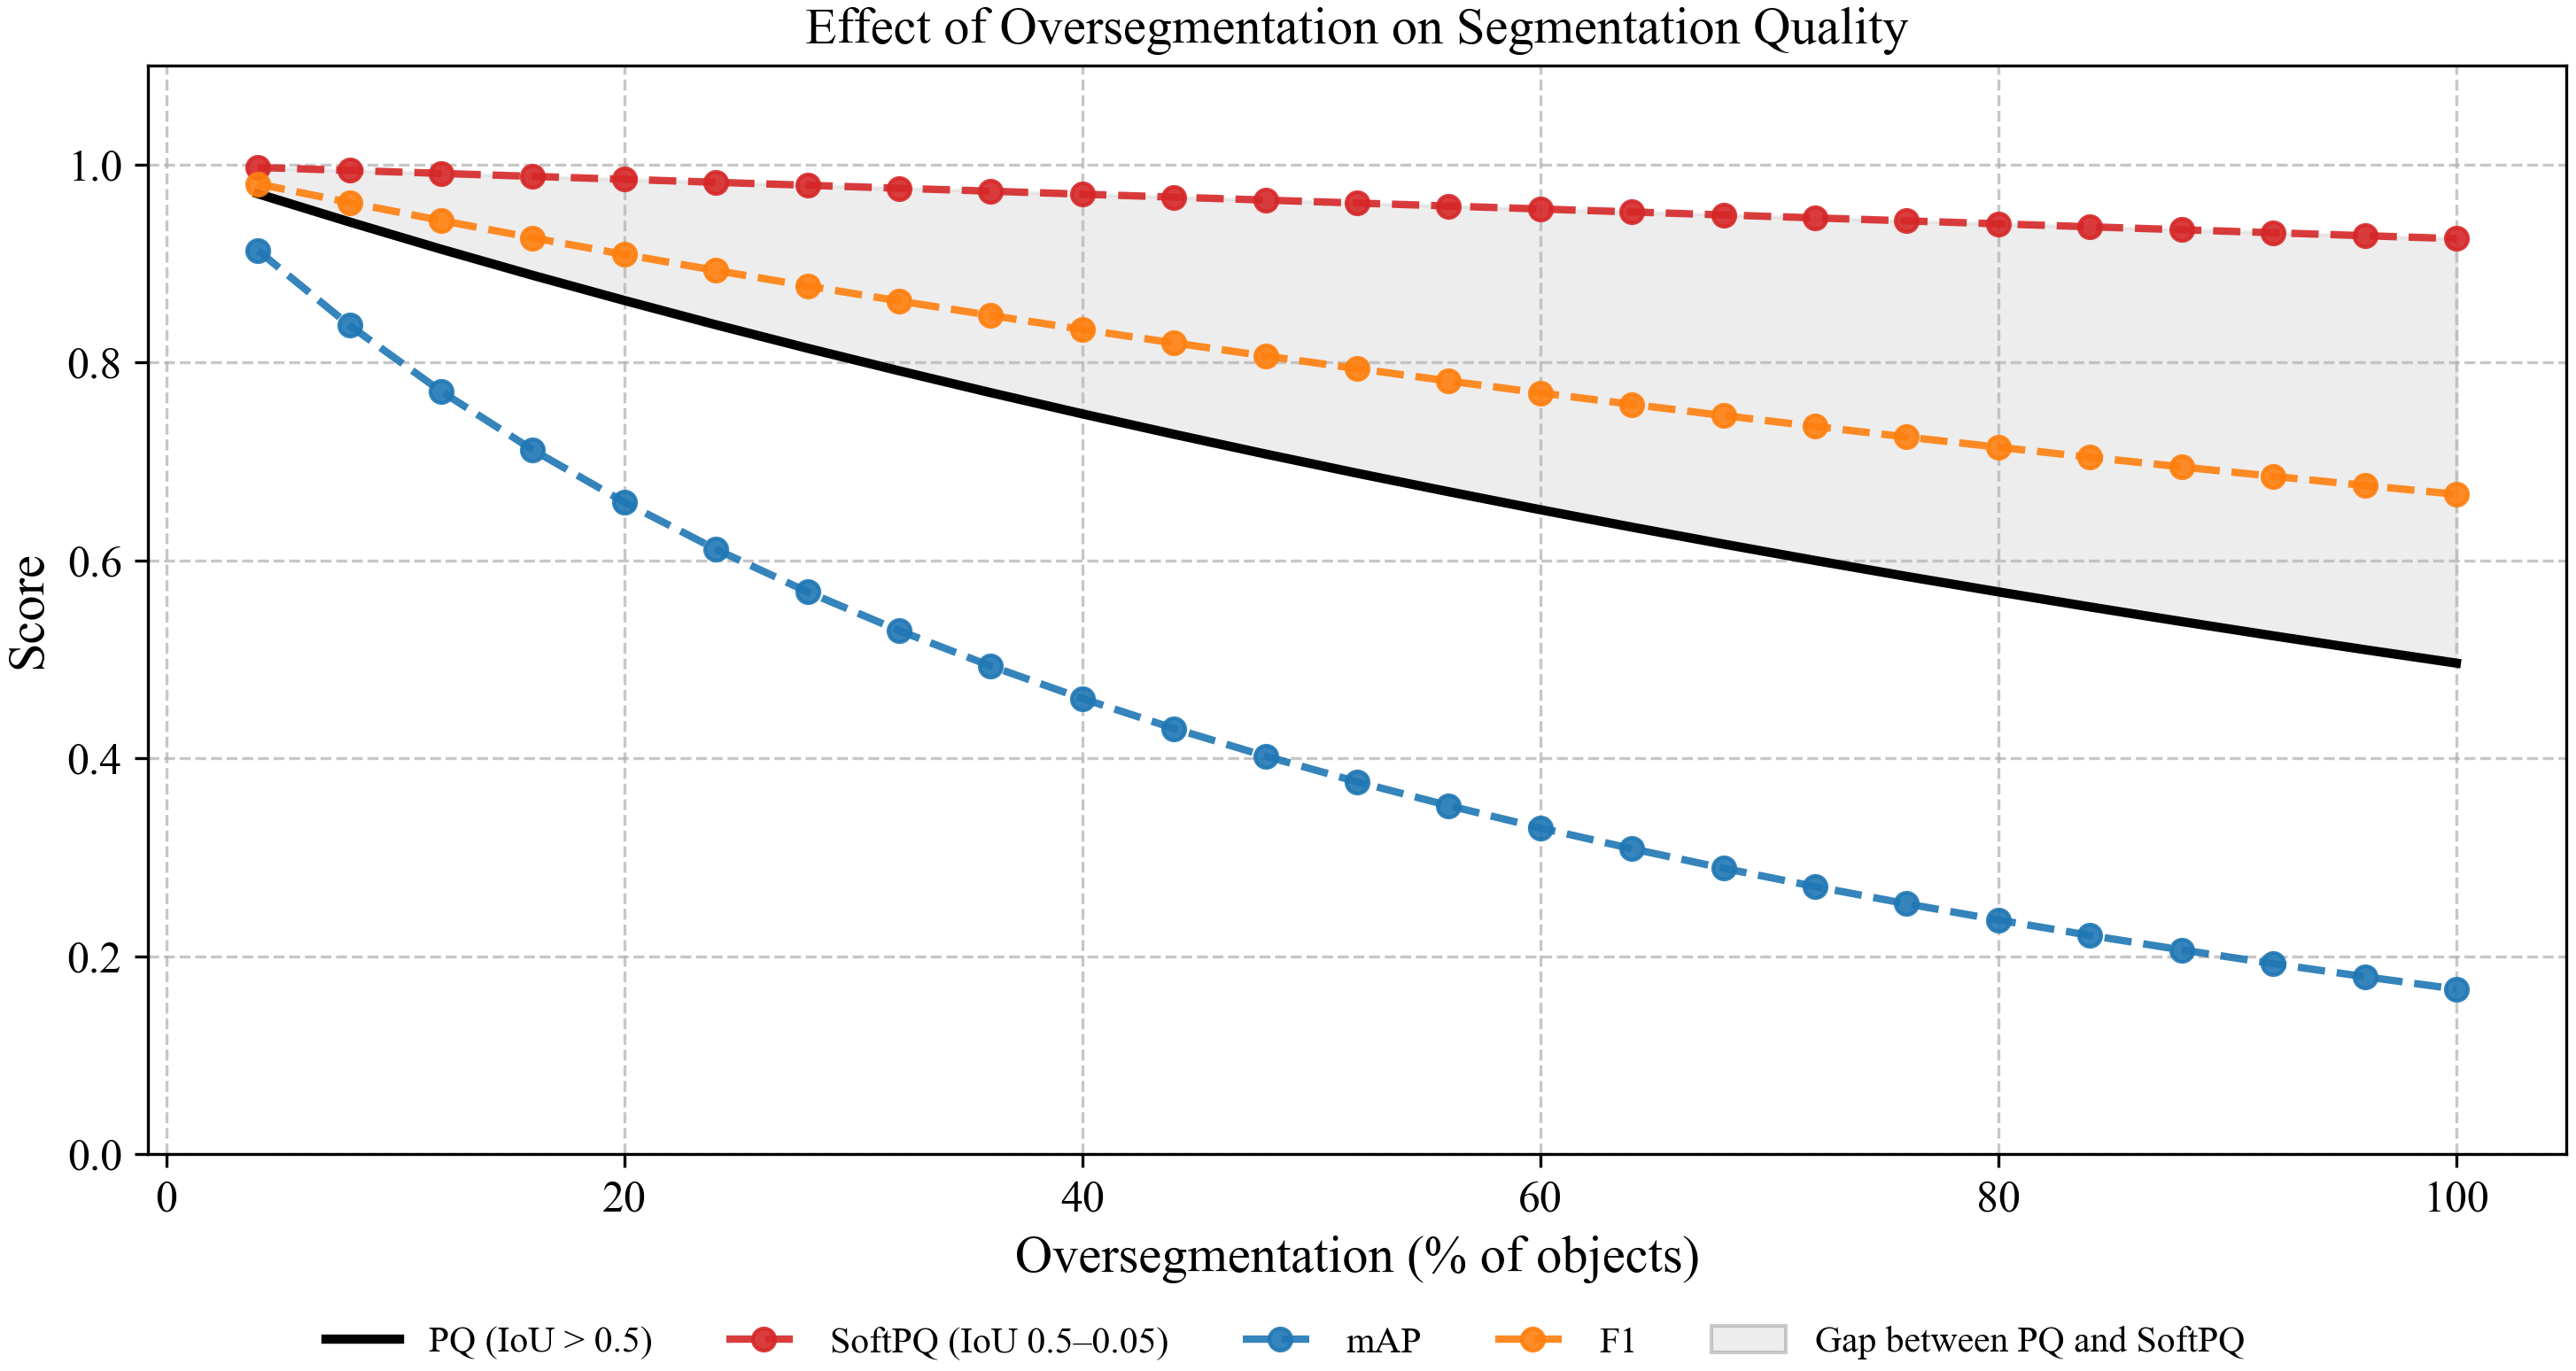 Effect of Oversegmentation on Segmentation Quality
Score
1.0
0.8
0.6
0.4
0.2
0.0
0 20 40 60 80 100
Oversegmentation (% of objects)
PQ (IoU > 0.5) SoftPQ (IoU 0.5–0.05) mAP F1 Gap between PQ and SoftPQ